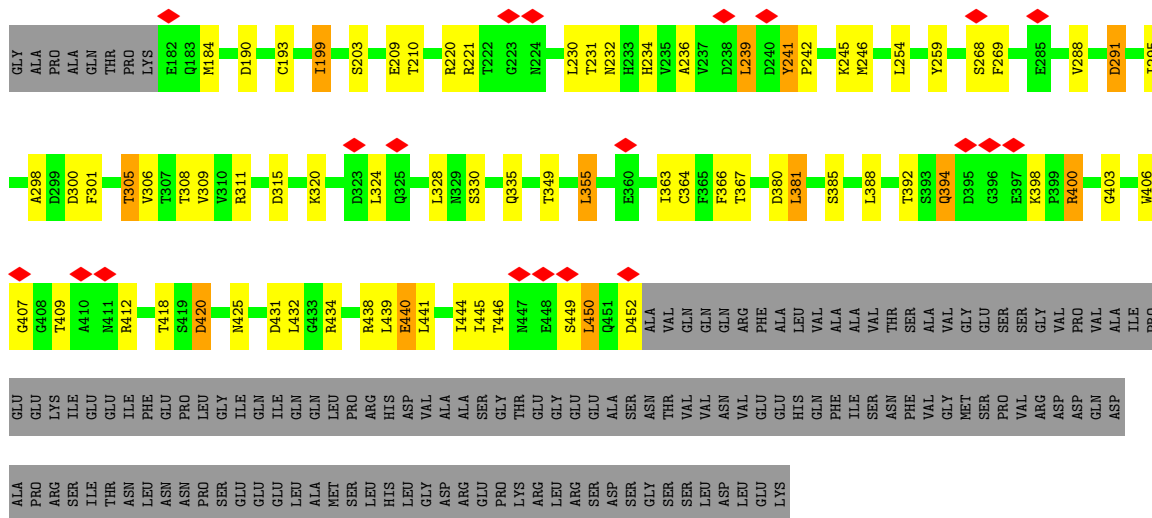 GLY ALA PRO ALA GLN THR PRO LYS E182 Q183 M184 D190 C193 I199 S203 E209 T210 R220 R221 T222 G223 N224 L230 T231 N232 H233 H234 V235 A236 V237 D238 L239 D240 Y241 P242 K245 M246 L254 Y259 S268 F269 E285 V288 D291
A298 D299 D300 F301 T305 V306 T307 T308 V309 V310 R311 D315 K320 D323 L324 Q325 L328 N329 S330 Q335 T349 L355 E360 I363 C364 F365 F366 T367 D380 L381 S385 L388 T392 S393 Q394 D395 G396 E397 K398 P399 R400 G403 W406
G407 G408 T409 A410 N411 R412 T418 S419 D420 N425 D431 L432 G433 R434 R438 L439 E440 L441 I444 I445 T446 N447 E448 S449 L450 Q451 D452 ALA VAL GLN GLN GLN ARG PHE ALA LEU VAL ALA ALA VAL THR SER ALA VAL GLY GLU SER SER GLY VAL PRO VAL ALA ILE PRO
GLU GLU LYS ILE GLU GLU ILE PHE GLU PRO LEU GLY ILE GLN ILE GLN GLN LEU PRO ARG HIS ASP VAL ALA ALA SER GLY THR GLU GLY GLU GLU ALA SER ASN THR VAL VAL ASN VAL GLU GLU HIS GLN PHE ILE SER ASN PHE VAL GLY MET SER PRO VAL ARG ASP ASP GLN ASP
ALA PRO ARG SER ILE THR ASN LEU ASN ASN PRO SER GLU GLU GLU LEU ALA MET SER LEU HIS LEU GLY ASP ARG GLU PRO LYS ARG LEU ARG SER ASP SER GLY SER SER LEU ASP LEU GLU LYS